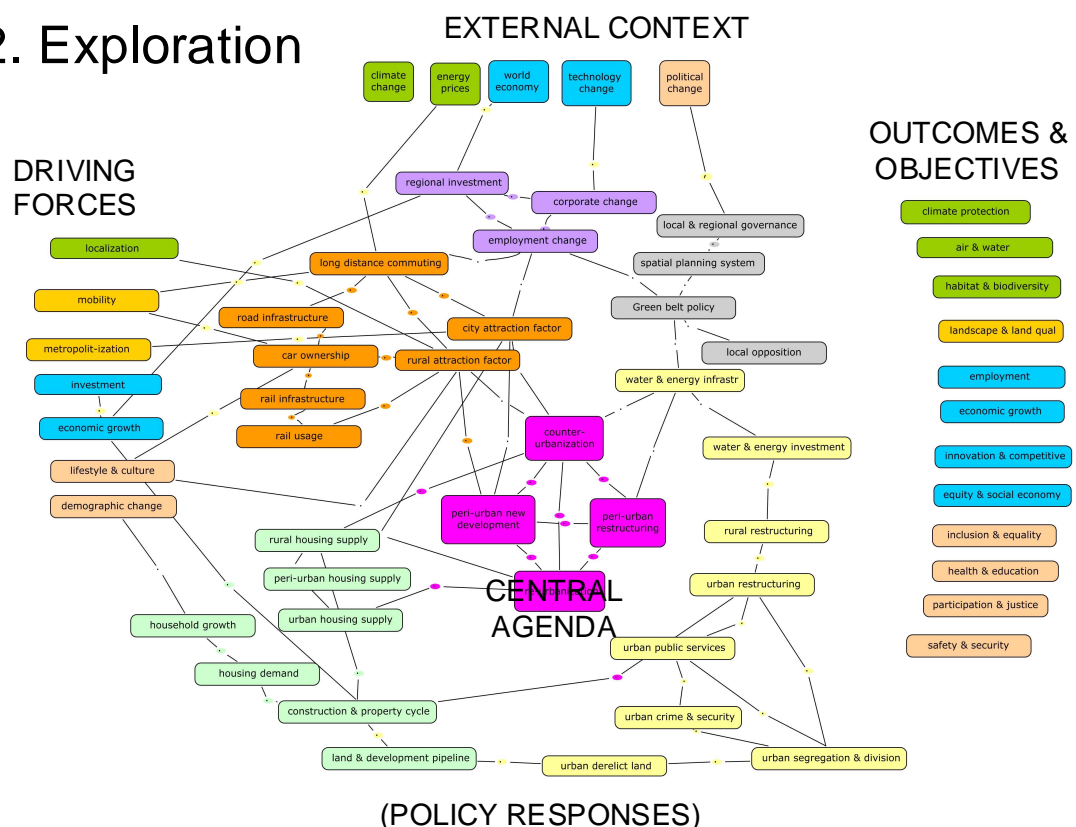 2. Exploration
EXTERNAL CONTEXT
climate
change
energy
prices
world
economy
technology
change
political
change
OUTCOMES &
OBJECTIVES
DRIVING
FORCES
regional investment
corporate change
local & regional governance
employment change
localization
long distance commuting
spatial planning system
mobility
road infrastructure
Green belt policy
city attraction factor
metropolit-ization
car ownership
rural attraction factor
local opposition
investment
water & energy infrastr
rail infrastructure
economic growth
rail usage
counter-
urbanization
water & energy investment
lifestyle & culture
demographic change
peri-urban new
development
peri-urban
restructuring
rural housing supply
rural restructuring
peri-urban housing supply
urban restructuring
CENTRAL
AGENDA
household growth
urban housing supply
urban public services
housing demand
construction & property cycle
urban crime & security
land & development pipeline
urban derelict land
urban segregation & division
climate protection
air & water
habitat & biodiversity
landscape & land qual
employment
economic growth
innovation & competitive
equity & social economy
inclusion & equality
health & education
participation & justice
safety & security
(POLICY RESPONSES)